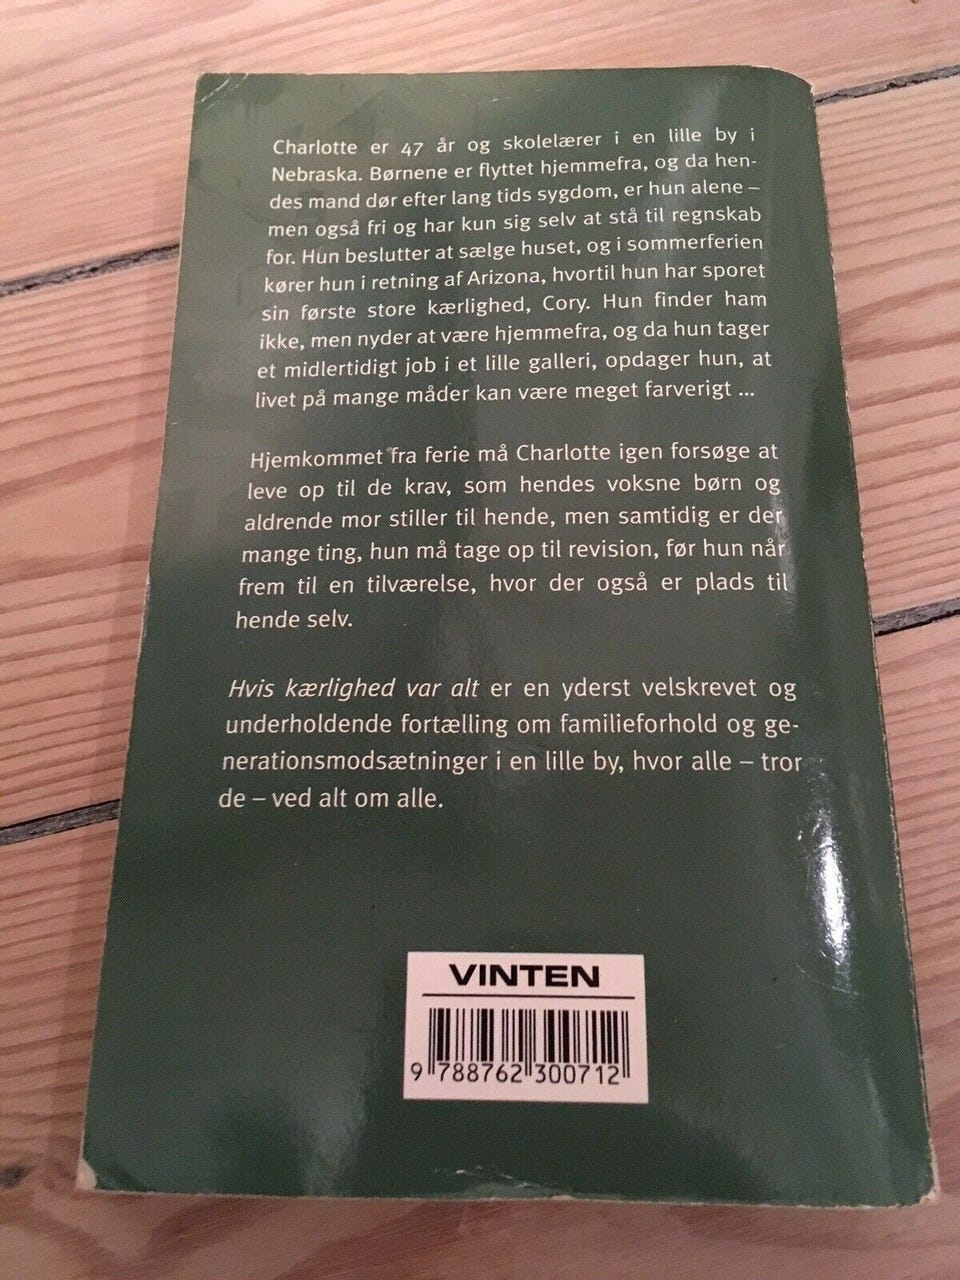 Charlotte er 47 år og skolelærer i en lille by i
Nebraska. Børnene er flyttet hjemmefra, og da hen-
des mand dør efter lang tids sygdom, er hun alene –
men også fri og har kun sig selv at stå til regnskab
for. Hun beslutter at sælge huset, og i sommerferien
kører hun i retning af Arizona, hvortil hun har sporet
sin første store kærlighed, Cory. Hun finder ham
ikke, men nyder at være hjemmefra, og da hun tager
et midlertidigt job i et lille galleri, opdager hun, at
livet på mange måder kan være meget farverigt ...
Hjemkommet fra ferie må Charlotte igen forsøge at
leve op til de krav, som hendes voksne børn og
aldrende mor stiller til hende, men samtidig er der
mange ting, hun må tage op til revision, før hun når
frem til en tilværelse, hvor der også er plads til
hende selv.
Hvis kærlighed var alt er en yderst velskrevet og
underholdende fortælling om familieforhold og ge-
nerationsmodsætninger i en lille by, hvor alle – tror
de – ved alt om alle.
VINTEN
9 788762 300712